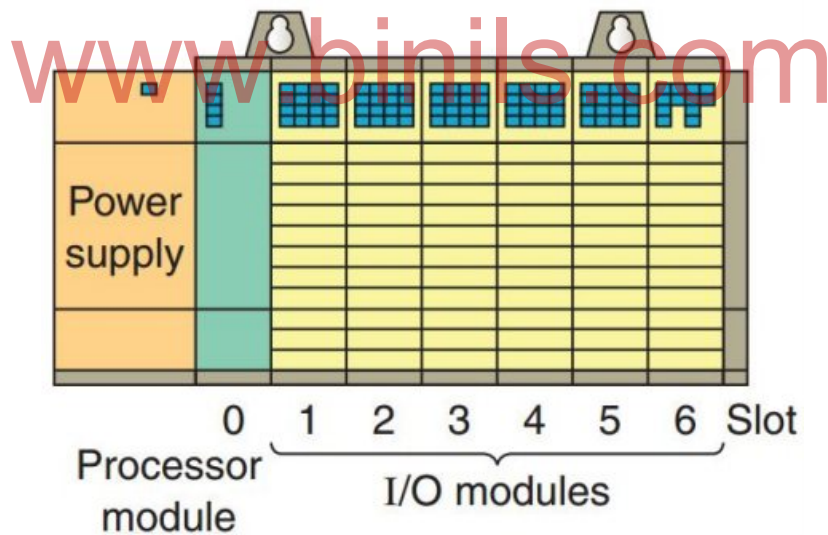 www.binils.com
Power
supply
0 1 2 3 4 5 6 Slot
Processor
module
I/O modules